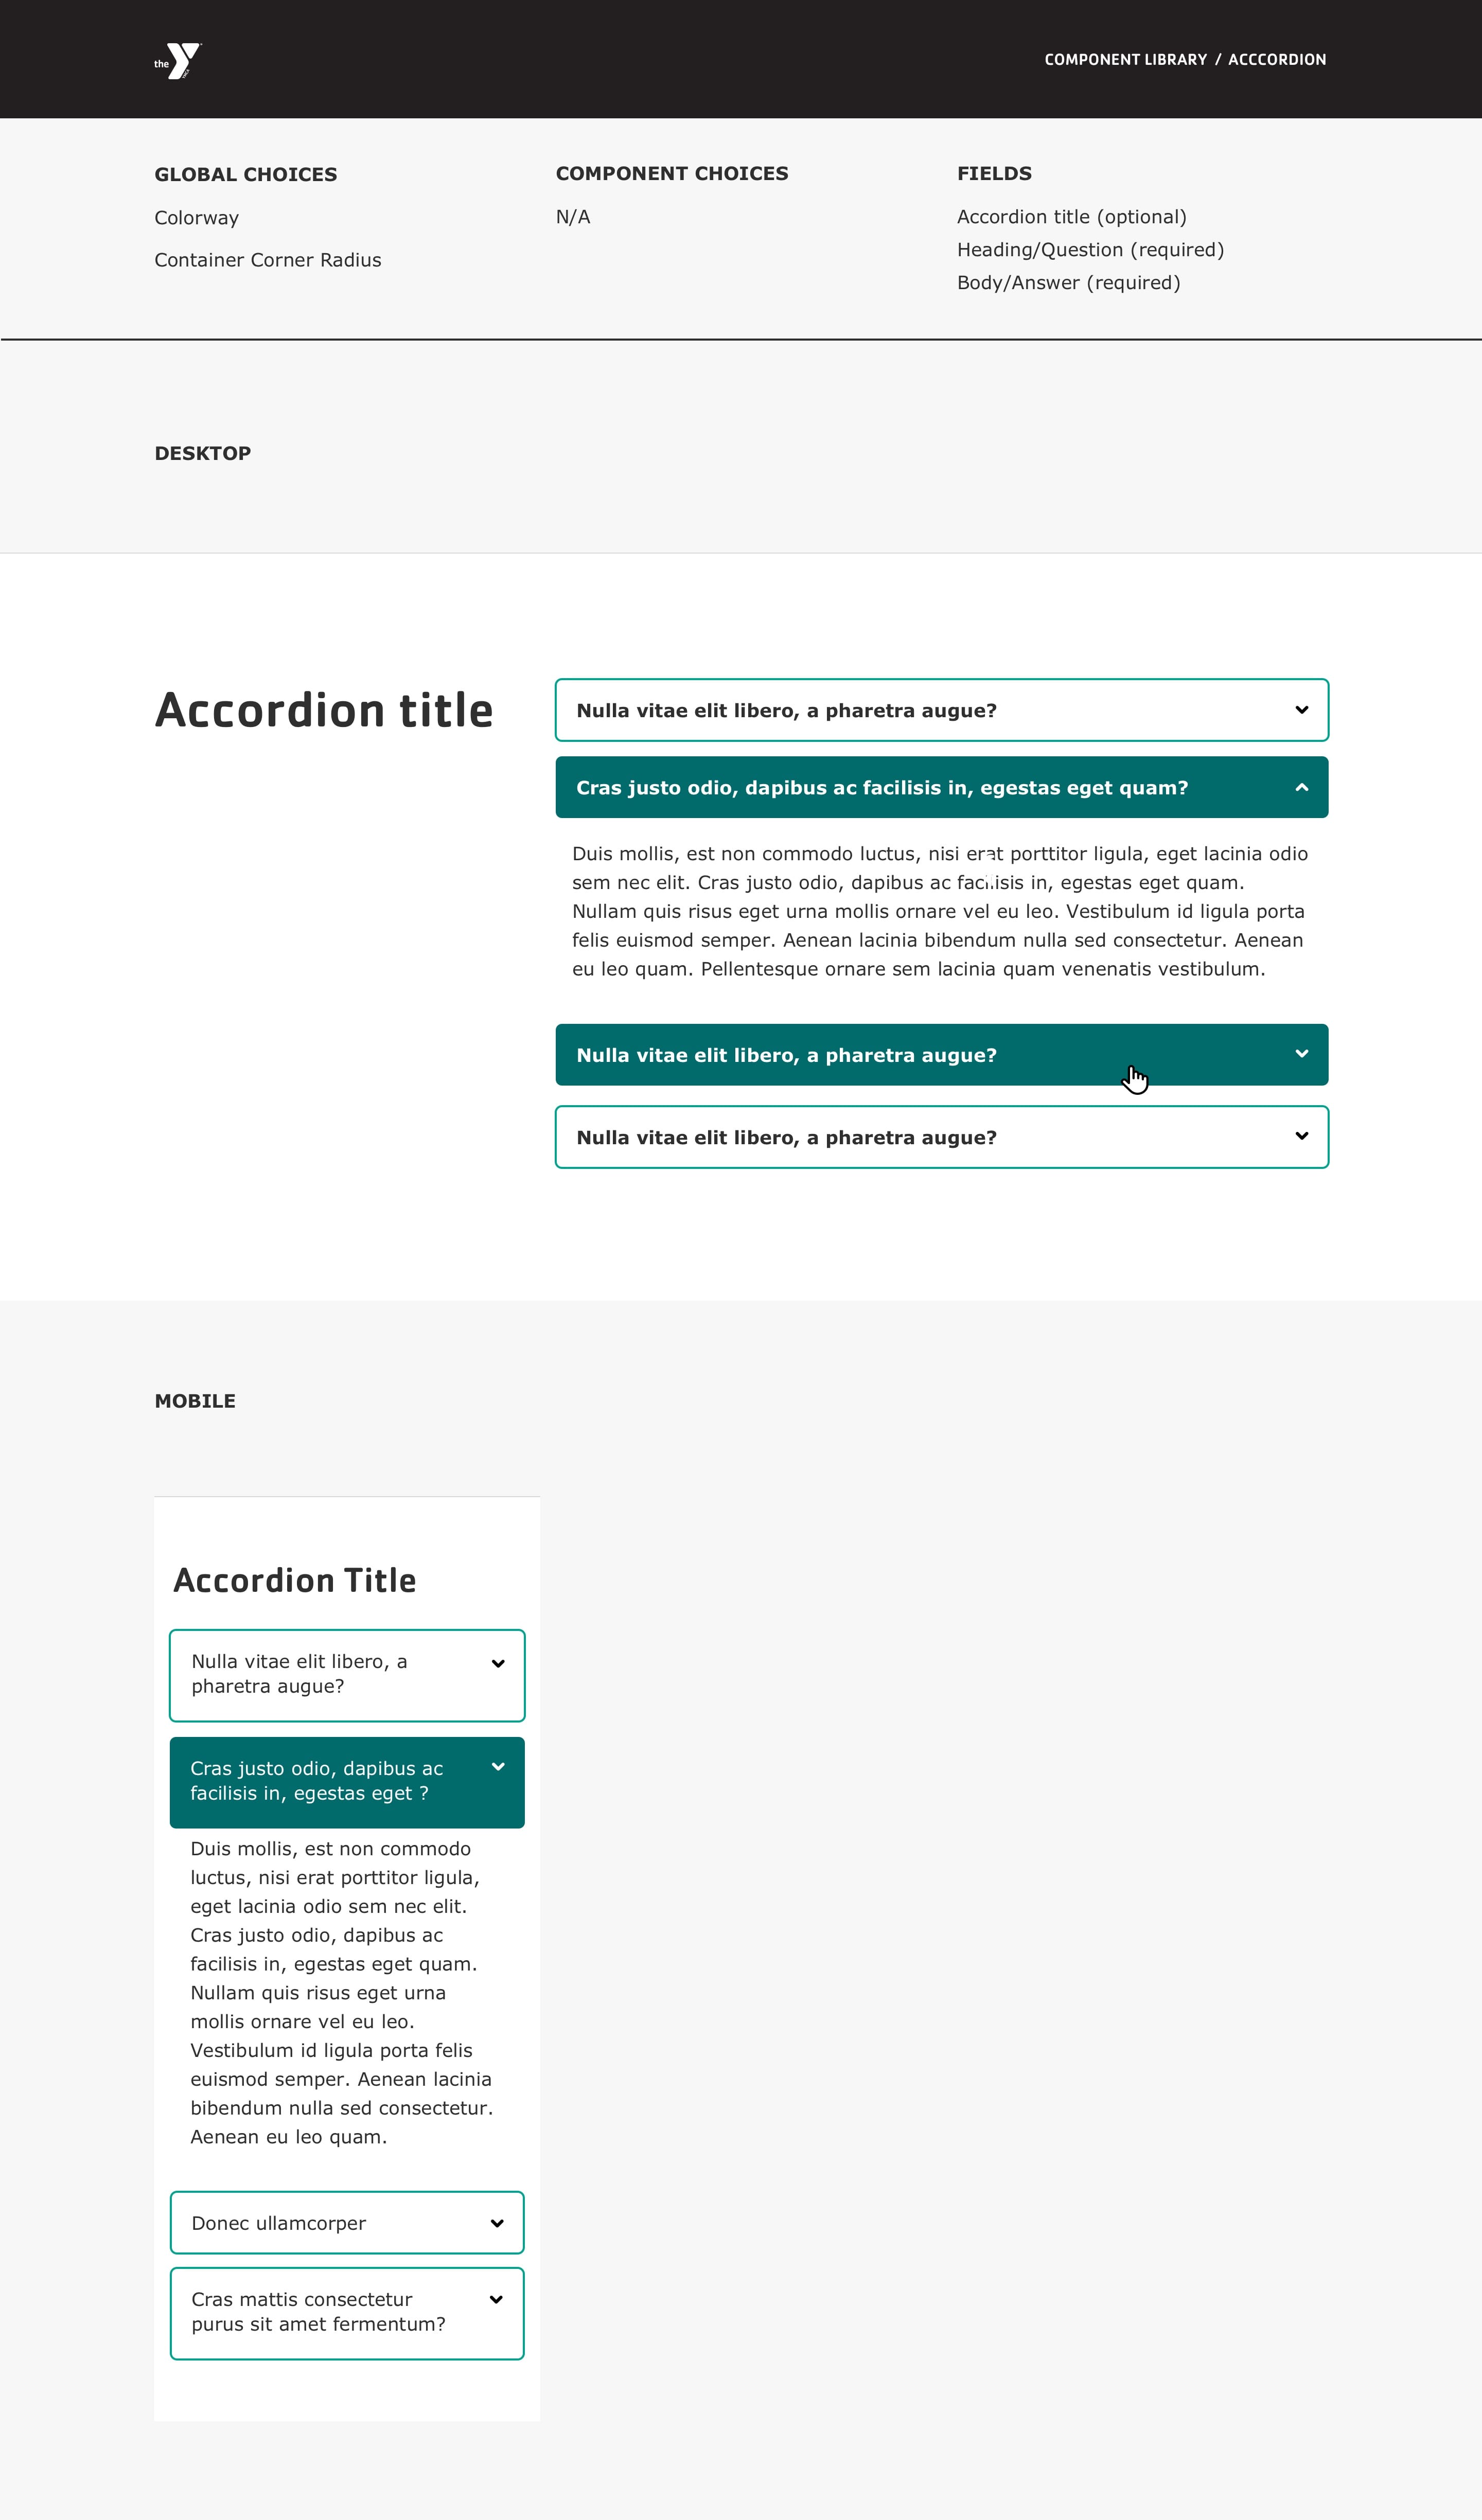 the
YMCA
COMPONENT LIBRARY / ACCCORDION
GLOBAL CHOICES
Colorway
Container Corner Radius
COMPONENT CHOICES
N/A
FIELDS
Accordion title (optional)
Heading/Question (required)
Body/Answer (required)
DESKTOP
Accordion title
Nulla vitae elit libero, a pharetra augue?
Cras justo odio, dapibus ac facilisis in, egestas eget quam?
Duis mollis, est non commodo luctus, nisi erat porttitor ligula, eget lacinia odio
sem nec elit. Cras justo odio, dapibus ac facilisis in, egestas eget quam.
Nullam quis risus eget urna mollis ornare vel eu leo. Vestibulum id ligula porta
felis euismod semper. Aenean lacinia bibendum nulla sed consectetur. Aenean
eu leo quam. Pellentesque ornare sem lacinia quam venenatis vestibulum.
Nulla vitae elit libero, a pharetra augue?
Nulla vitae elit libero, a pharetra augue?
MOBILE
Accordion Title
Nulla vitae elit libero, a
pharetra augue?
Cras justo odio, dapibus ac
facilisis in, egestas eget ?
Duis mollis, est non commodo
luctus, nisi erat porttitor ligula,
eget lacinia odio sem nec elit.
Cras justo odio, dapibus ac
facilisis in, egestas eget quam.
Nullam quis risus eget urna
mollis ornare vel eu leo.
Vestibulum id ligula porta felis
euismod semper. Aenean lacinia
bibendum nulla sed consectetur.
Aenean eu leo quam.
Donec ullamcorper
Cras mattis consectetur
purus sit amet fermentum?